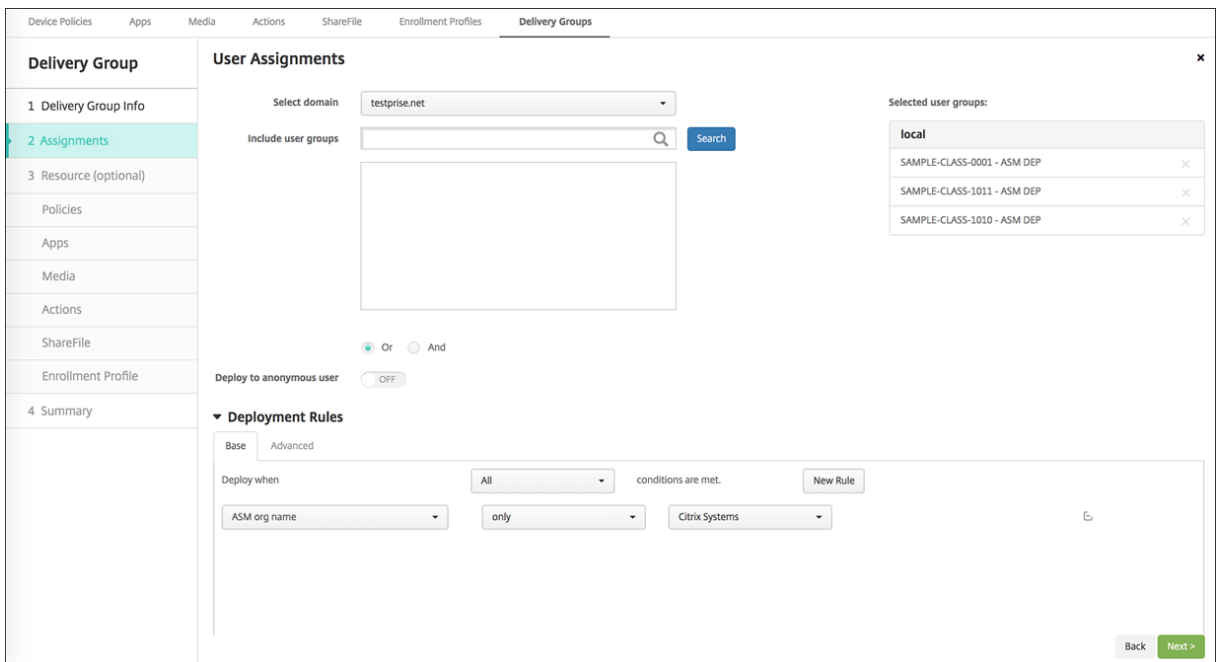 Device Policies Apps Media Actions ShareFile Enrollment Profiles Delivery Groups
Delivery Group
1 Delivery Group Info
2 Assignments
3 Resource (optional)
Policies
Apps
Media
Actions
ShareFile
Enrollment Profile
4 Summary
User Assignments
Select domain testprise.net
Include user groups Search
Or And
Deploy to anonymous user OFF
Selected user groups:
local
SAMPLE-CLASS-0001 - ASM DEP
SAMPLE-CLASS-1011 - ASM DEP
SAMPLE-CLASS-1010 - ASM DEP
Deployment Rules
Base Advanced
Deploy when All conditions are met. New Rule
ASM org name only Citrix Systems
Back Next >